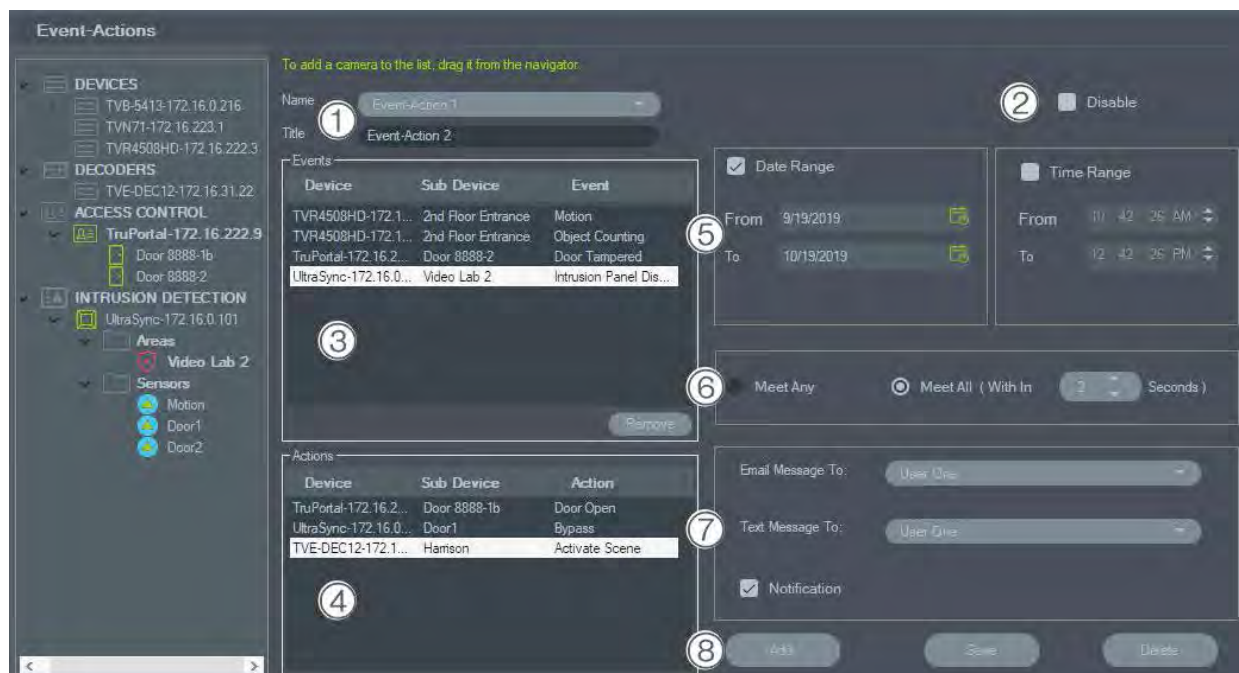 Event-Actions
DEVICES
TVB-5413-172.16.0.216
TVN71-172.16.223.1
TVR4508HD-172.16.222.3
DECODERS
TVE-DEC12-172.16.31.22
ACCESS CONTROL
TruPortal-172.16.222.9
Door 8888-1b
Door 8888-2
INTRUSION DETECTION
UltraSync-172.16.0.101
Areas
Video Lab 2
Sensors
Motion
Door1
Door2
To add a camera to the list, drag it from the navigator.
Name Event-Action 1
1
Title Event-Action 2
2 Disable
Events
Device Sub Device Event
TVR4508HD-172.1... 2nd Floor Entrance Motion
TVR4508HD-172.1... 2nd Floor Entrance Object Counting
TruPortal-172.16.2... Door 8888-2 Door Tampered
UltraSync-172.16.0... Video Lab 2 Intrusion Panel Dis...
3
Remove
Actions
Device Sub Device Action
TruPortal-172.16.2... Door 8888-1b Door Open
UltraSync-172.16.0... Door1 Bypass
TVE-DEC12-172.1... Harrison Activate Scene
4
Date Range
5
From 9/19/2019
To 10/19/2019
Time Range
From 10 42 26 AM
To 12 42 26 PM
6 Meet Any Meet All ( With In 2 Seconds )
Email Message To: User One
7
Text Message To: User One
Notification
8 Add Save Delete